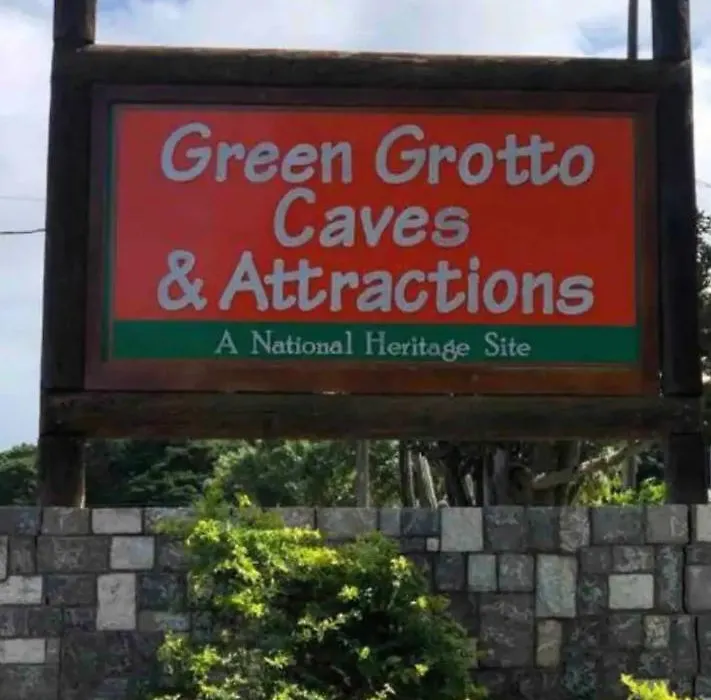 Green Grotto
Caves
& Attractions
A National Heritage Site